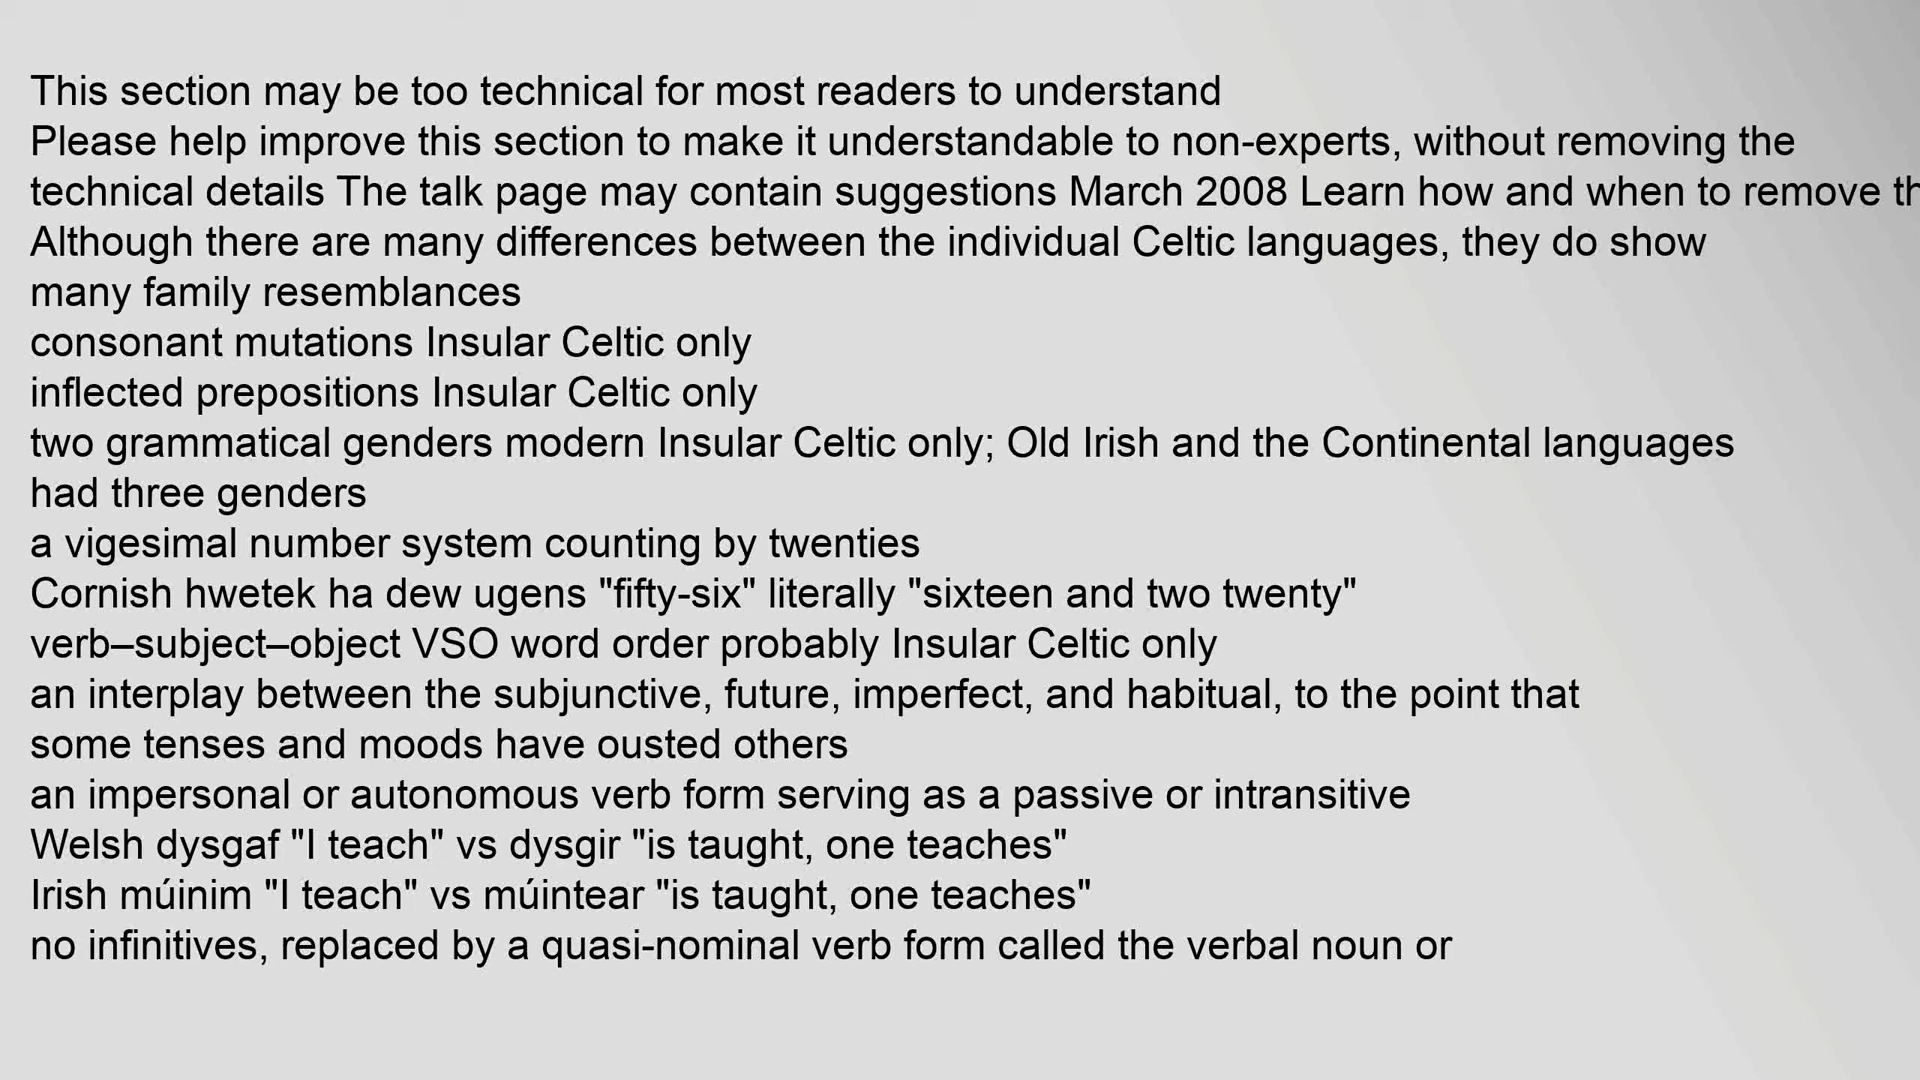 This section may be too technical for most readers to understand
Please help improve this section to make it understandable to non-experts, without removing the
technical details The talk page may contain suggestions March 2008 Learn how and when to remove
Although there are many differences between the individual Celtic languages, they do show
many family resemblances
consonant mutations Insular Celtic only
inflected prepositions Insular Celtic only
two grammatical genders modern Insular Celtic only; Old Irish and the Continental languages
had three genders
a vigesimal number system counting by twenties
Cornish hwetek ha dew ugens "fifty-six" literally "sixteen and two twenty"
verb–subject–object VSO word order probably Insular Celtic only
an interplay between the subjunctive, future, imperfect, and habitual, to the point that
some tenses and moods have ousted others
an impersonal or autonomous verb form serving as a passive or intransitive
Welsh dysgaf "I teach" vs dysgir "is taught, one teaches"
Irish múinim "I teach" vs múintear "is taught, one teaches"
no infinitives, replaced by a quasi-nominal verb form called the verbal noun or